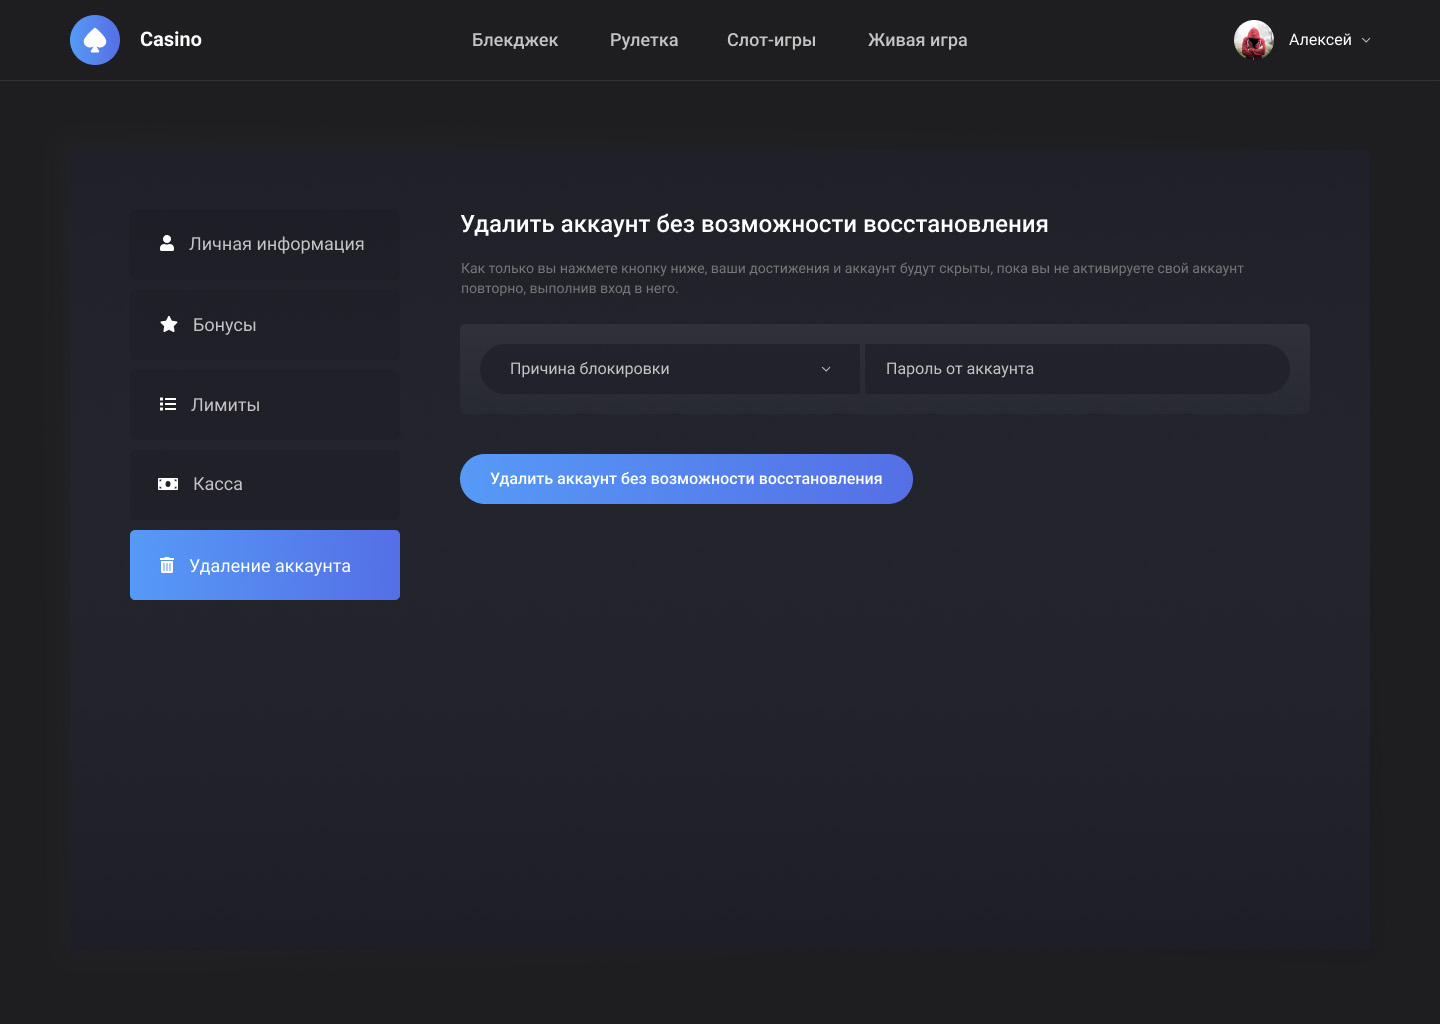 Casino
Блекджек
Рулетка
Слот-игры
Живая игра
Алексей
Личная информация
Бонусы
Лимиты
Касса
Удаление аккаунта
Удалить аккаунт без возможности восстановления
Как только вы нажмете кнопку ниже, ваши достижения и аккаунт будут скрыты, пока вы не активируете свой аккаунт
повторно, выполнив вход в него.
Причина блокировки
Пароль от аккаунта
Удалить аккаунт без возможности восстановления